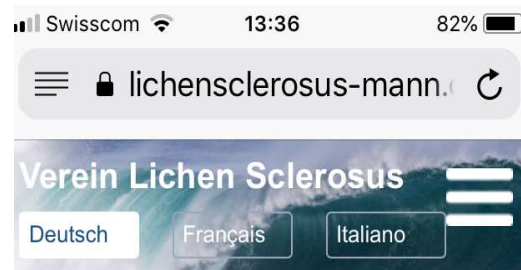 Swisscom 13:36 82%
lichensclerosus-mann.
Verein Lichen Sclerosus
Deutsch Français Italiano